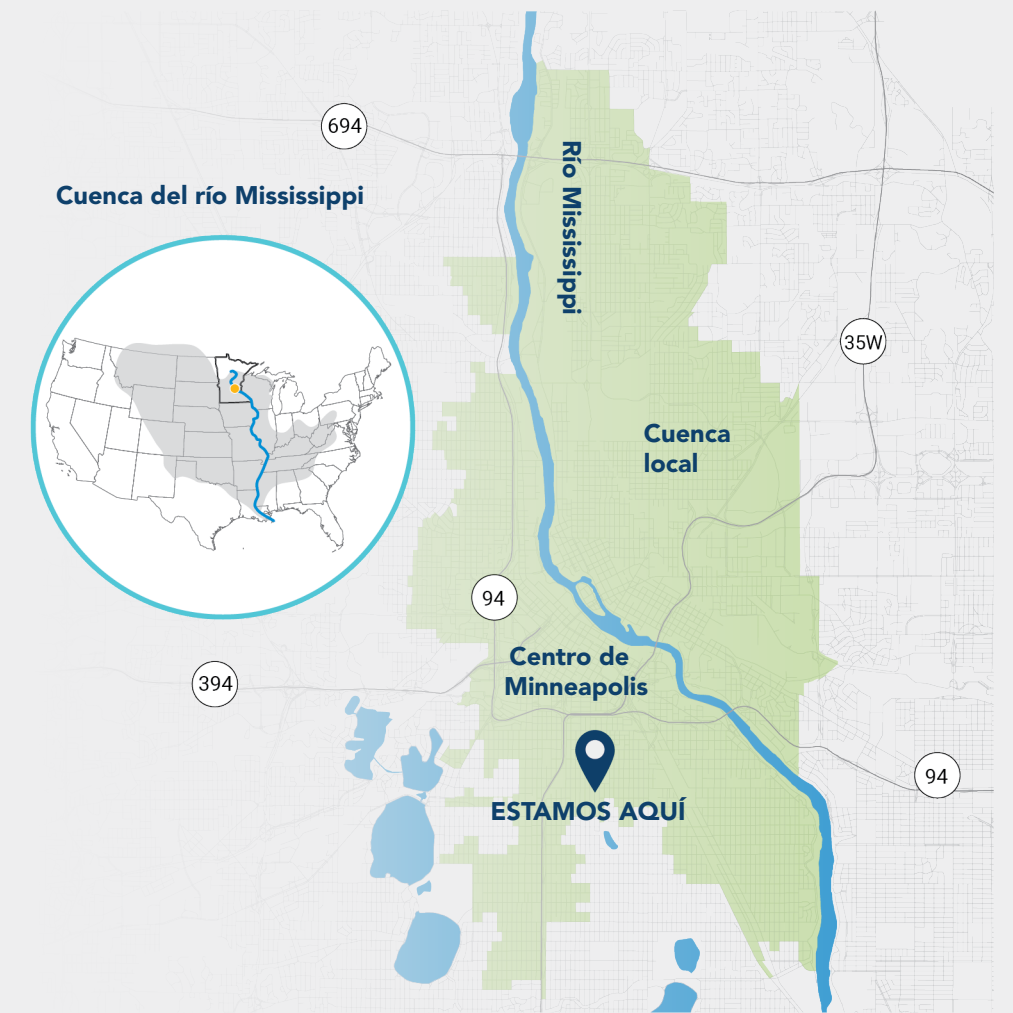 694
Cuenca del río Mississippi
Río Mississippi
35W
Cuenca
local
94
Centro de
Minneapolis
394
94
ESTAMOS AQUÍ